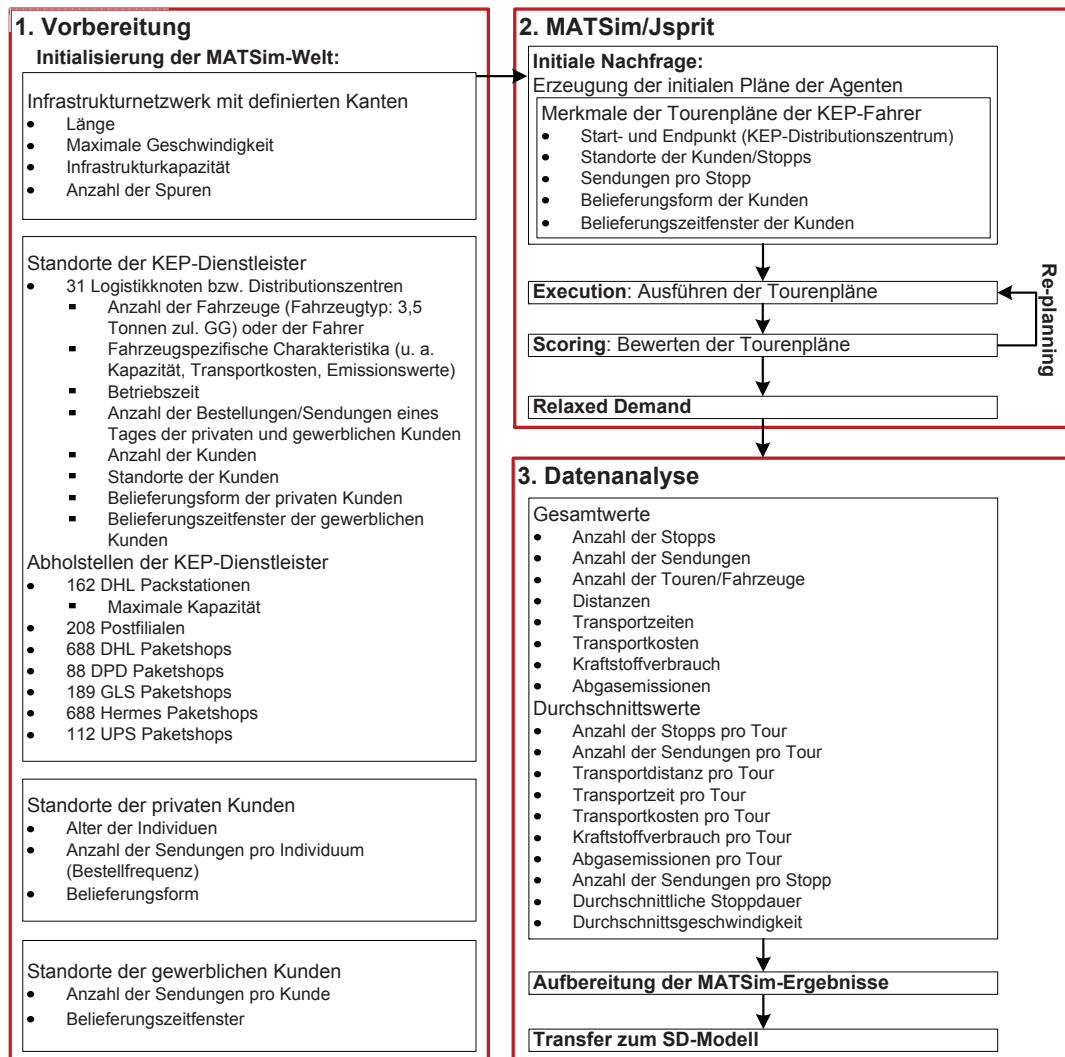 1. Vorbereitung
Initialisierung der MATSim-Welt:
Infrastrukturnetzwerk mit definierten Kanten
• Länge
• Maximale Geschwindigkeit
• Infrastrukturkapazität
• Anzahl der Spuren
Standorte der KEP-Dienstleister
• 31 Logistikknoten bzw. Distributionszentren
▪ Anzahl der Fahrzeuge (Fahrzeugtyp: 3,5
Tonnen zul. GG) oder der Fahrer
▪ Fahrzeugspezifische Charakteristika (u. a.
Kapazität, Transportkosten, Emissionswerte)
▪ Betriebszeit
▪ Anzahl der Bestellungen/Sendungen eines
Tages der privaten und gewerblichen Kunden
▪ Anzahl der Kunden
▪ Standorte der Kunden
▪ Belieferungsform der privaten Kunden
▪ Belieferungszeitfenster der gewerblichen
Kunden
Abholstellen der KEP-Dienstleister
• 162 DHL Packstationen
▪ Maximale Kapazität
• 208 Postfilialen
• 688 DHL Paketshops
• 88 DPD Paketshops
• 189 GLS Paketshops
• 688 Hermes Paketshops
• 112 UPS Paketshops
Standorte der privaten Kunden
• Alter der Individuen
• Anzahl der Sendungen pro Individuum
(Bestellfrequenz)
• Belieferungsform
Standorte der gewerblichen Kunden
• Anzahl der Sendungen pro Kunde
• Belieferungszeitfenster
2. MATSim/Jsprit
Initiale Nachfrage:
Erzeugung der initialen Pläne der Agenten
Merkmale der Tourenpläne der KEP-Fahrer
• Start- und Endpunkt (KEP-Distributionszentrum)
• Standorte der Kunden/Stopps
• Sendungen pro Stopp
• Belieferungsform der Kunden
• Belieferungszeitfenster der Kunden
Execution: Ausführen der Tourenpläne
Scoring: Bewerten der Tourenpläne
Re-planning
Relaxed Demand
3. Datenanalyse
Gesamtwerte
• Anzahl der Stopps
• Anzahl der Sendungen
• Anzahl der Touren/Fahrzeuge
• Distanzen
• Transportzeiten
• Transportkosten
• Kraftstoffverbrauch
• Abgasemissionen
Durchschnittswerte
• Anzahl der Stopps pro Tour
• Anzahl der Sendungen pro Tour
• Transportdistanz pro Tour
• Transportzeit pro Tour
• Transportkosten pro Tour
• Kraftstoffverbrauch pro Tour
• Abgasemissionen pro Tour
• Anzahl der Sendungen pro Stopp
• Durchschnittliche Stoppdauer
• Durchschnittsgeschwindigkeit
Aufbereitung der MATSim-Ergebnisse
Transfer zum SD-Modell